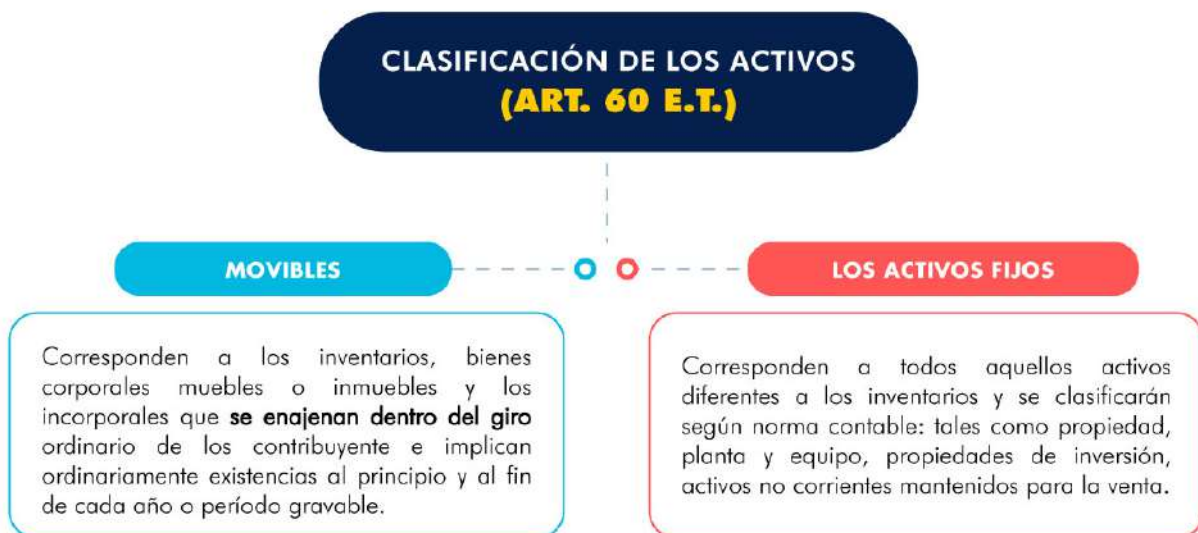 CLASIFICACIÓN DE LOS ACTIVOS
(ART. 60 E.T.)
MOVIBLES
Corresponden a los inventarios, bienes
corporales muebles o inmuebles y los
incorporales que se enajenan dentro del giro
ordinario de los contribuyente e implican
ordinariamente existencias al principio y al fin
de cada año o período gravable.
LOS ACTIVO FIJOS
Corresponden a todos aquellos activos
diferentes a los inventarios y se clasificarán
según norma contable: tales como propiedad,
planta y equipo, propiedades de inversión,
activos no corrientes mantenidos para la venta.